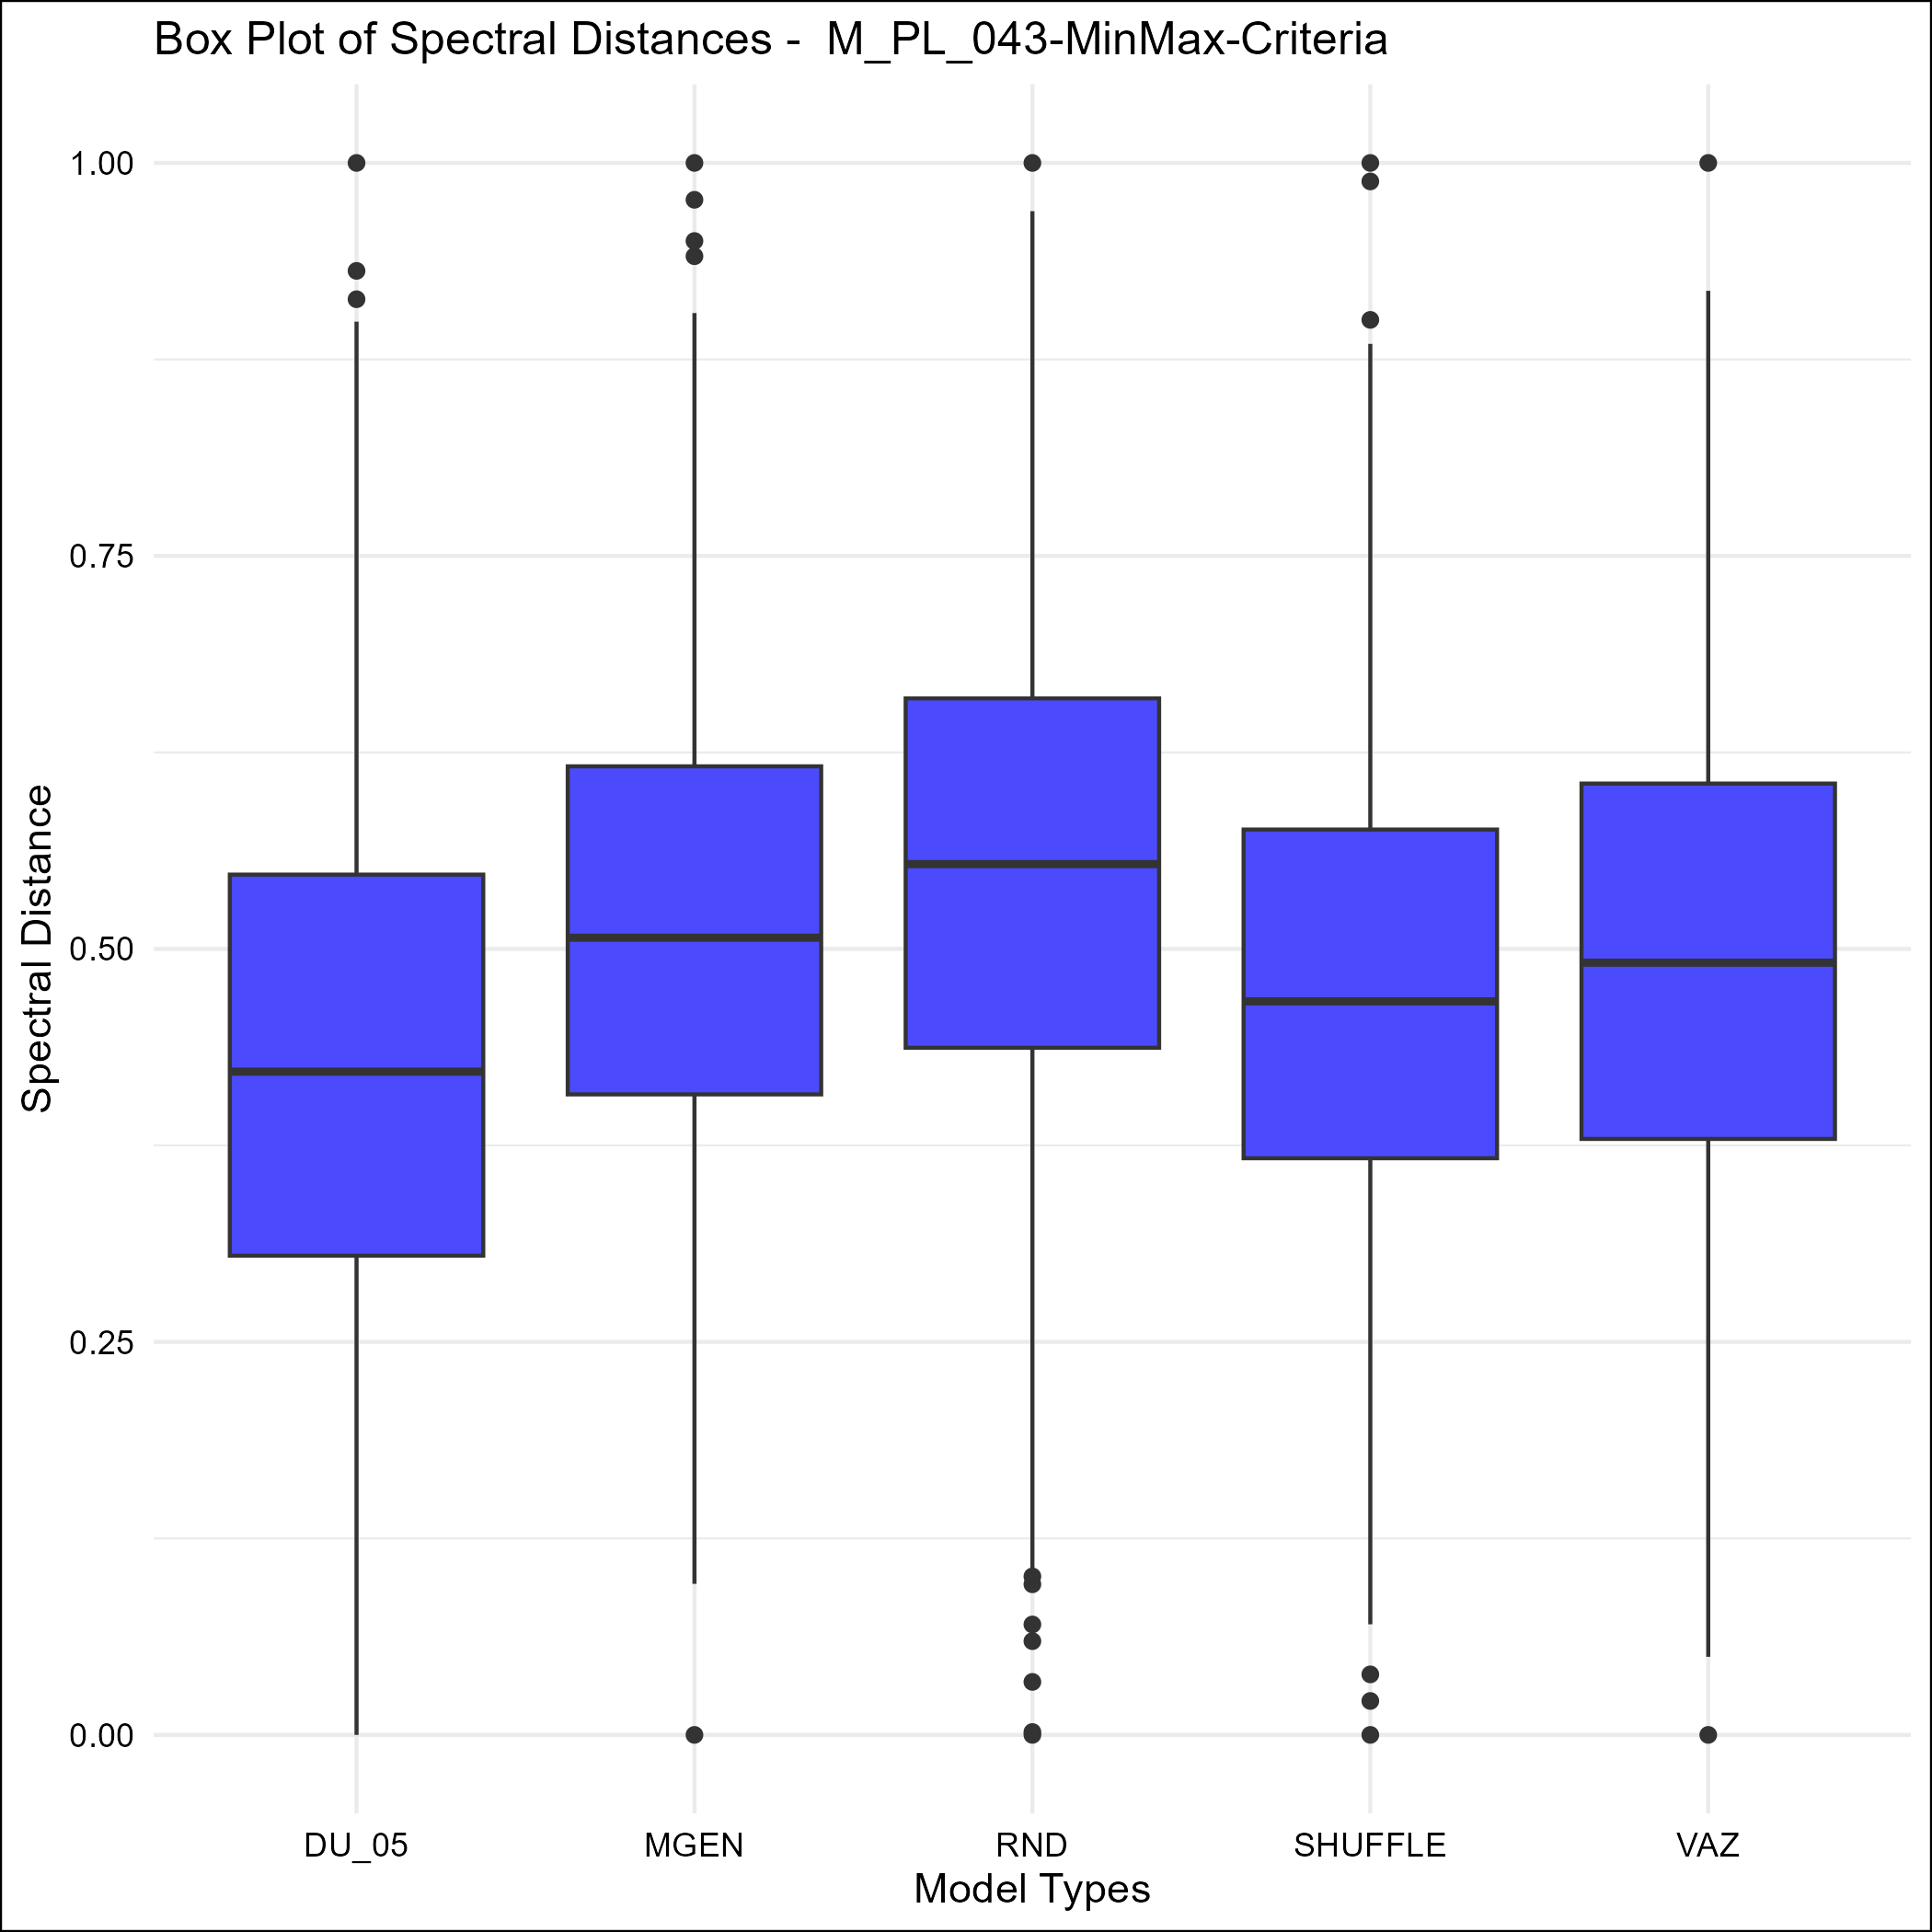 Box Plot of Spectral Distances -  M_PL_043-MinMax-Criteria
1.00
0.75
0.50
0.25
0.00
Spectral Distance
DU_05 MGEN RND SHUFFLE VAZ
Model Types